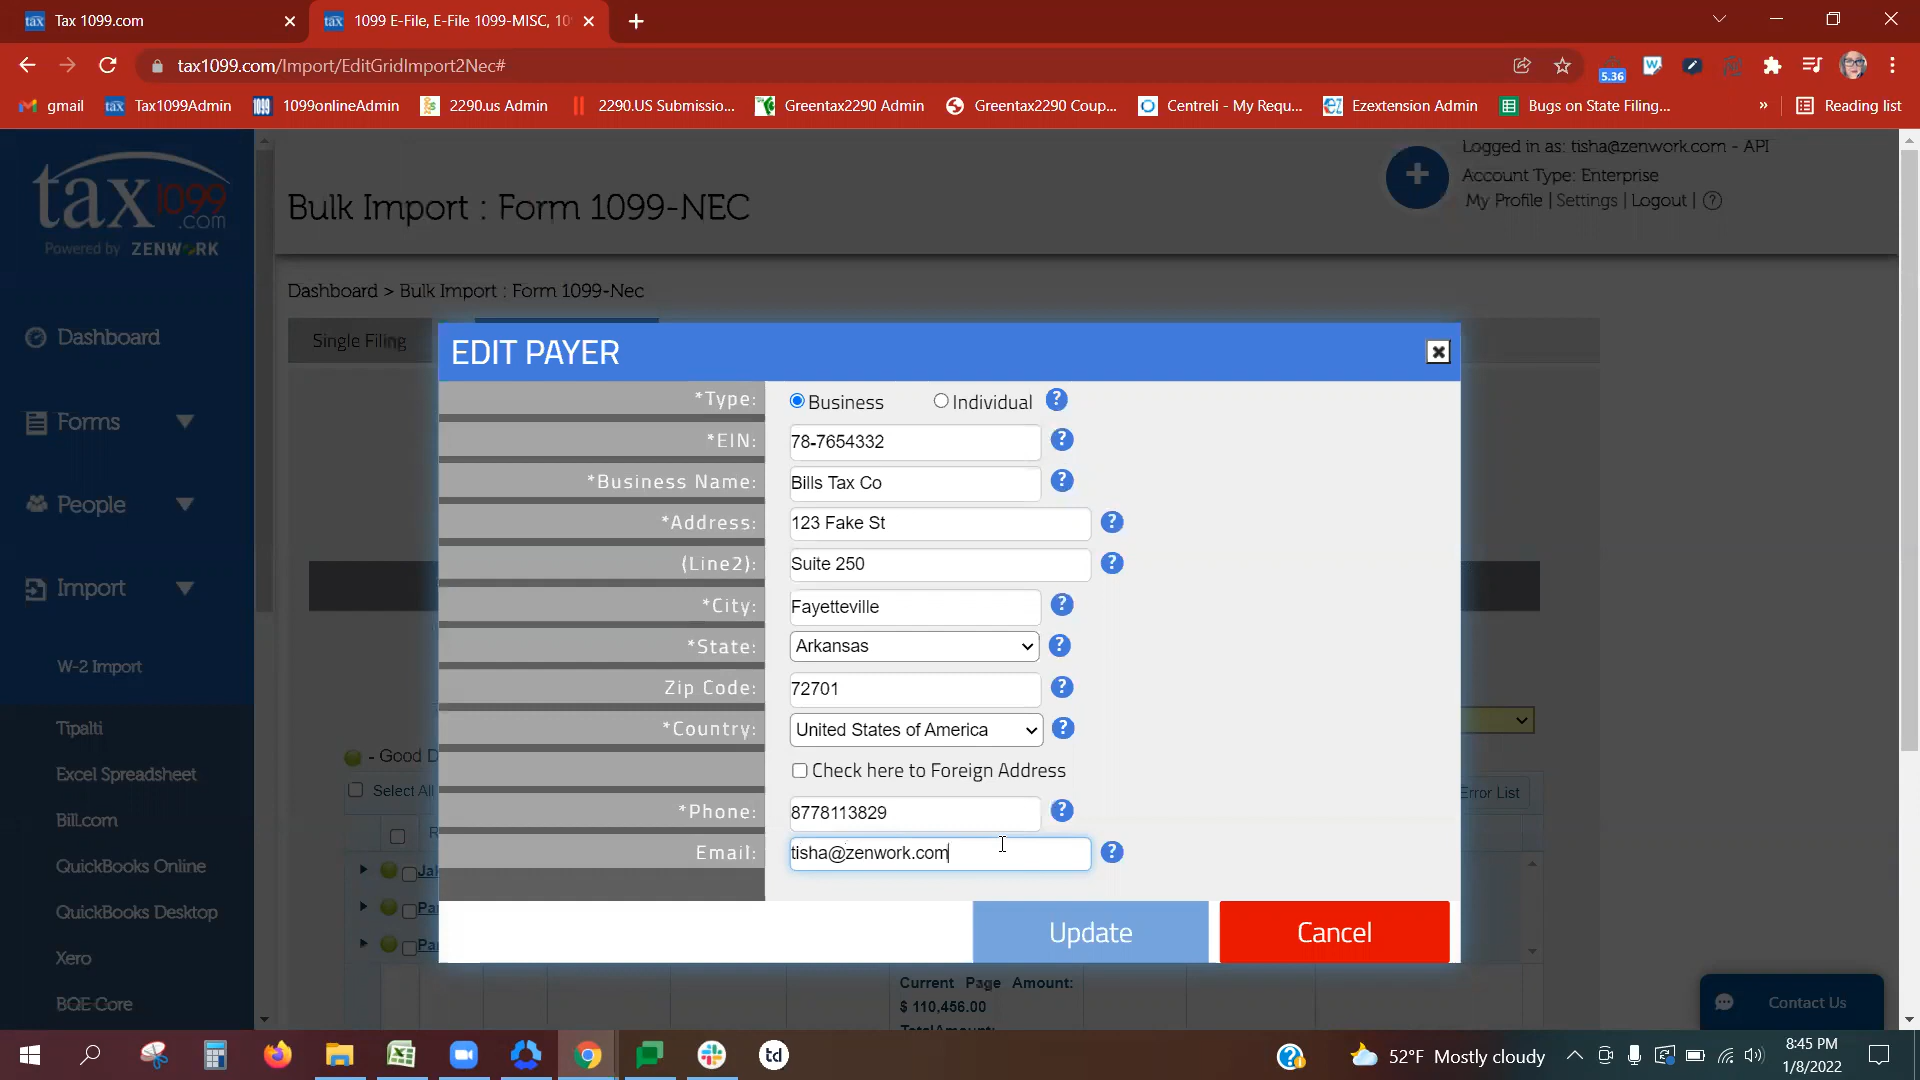 Tax 1099.com
1099 E-File, E-File 1099-MISC, 10
tax1099.com/Import/EditGridImport2Nec#
5.36
gmail
Tax1099Admin
1099onlineAdmin
2290.us Admin
2290.US Submissio...
Greentax2290 Admin
Greentax2290 Coup...
Centreli - My Requ...
Ezextension Admin
Bugs on State Filing...
»
Reading list
tax1099
.com
Powered by ZENWORK
Bulk Import : Form 1099-NEC
Logged in as: tisha@zenwork.com - API
Account Type: Enterprise
My Profile | Settings | Logout | ?
Dashboard > Bulk Import : Form 1099-Nec
Dashboard
Forms
People
Import
W-2 Import
Tipalti
Excel Spreadsheet
Bill.com
QuickBooks Online
QuickBooks Desktop
Xero
BQE Core
Single Filing
EDIT PAYER
*Type: Business Individual ?
*EIN: 78-7654332 ?
*Business Name: Bills Tax Co ?
*Address: 123 Fake St ?
(Line2): Suite 250 ?
*City: Fayetteville ?
*State: Arkansas ?
Zip Code: 72701 ?
*Country: United States of America ?
Check here to Foreign Address
*Phone: 8778113829 ?
Email: tisha@zenwork.com ?
Update
Cancel
- Good D
Select All
Error List
Current Page Amount:
$ 110,456.00
TotalAmount:
Contact Us
td
52°F Mostly cloudy
8:45 PM
1/8/2022